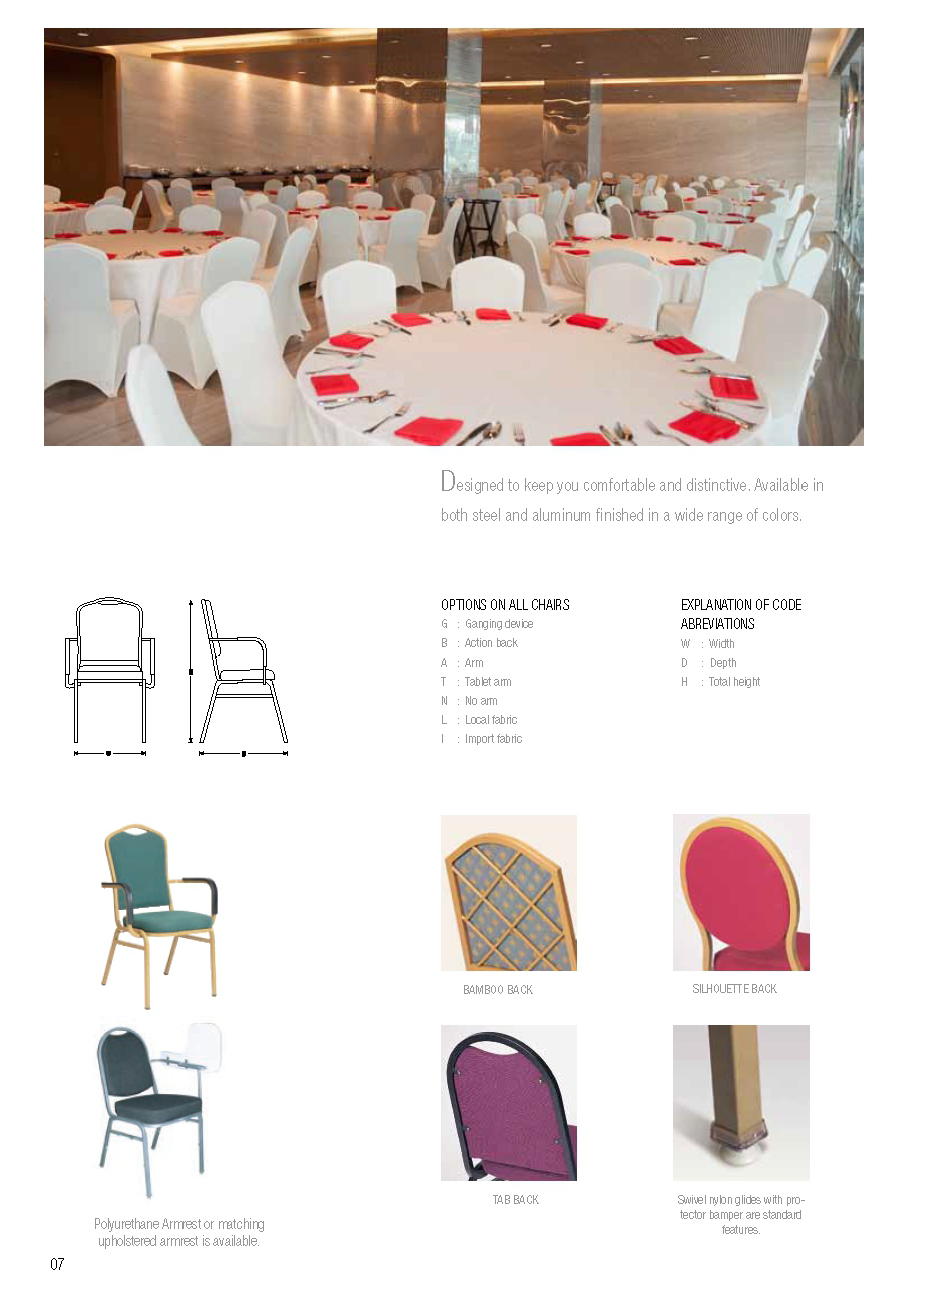 Designed to keep you comfortable and distinctive. Available in
both steel and aluminum finished in a wide range of colors.
OPTIONS ON ALL CHAIRS
G : Ganging device
B : Action back
A : Arm
T : Tablet arm
N : No arm
L : Local fabric
I : Import fabric
EXPLANATION OF CODE
ABREVIATIONS
W : Width
D : Depth
H : Total height
BAMBOO BACK
SILHOUETTE BACK
TAB BACK
Swivel nylon glides with pro-
tector bamper are standard
features.
Polyurethane Armrest or matching
upholstered armrest is available.
07